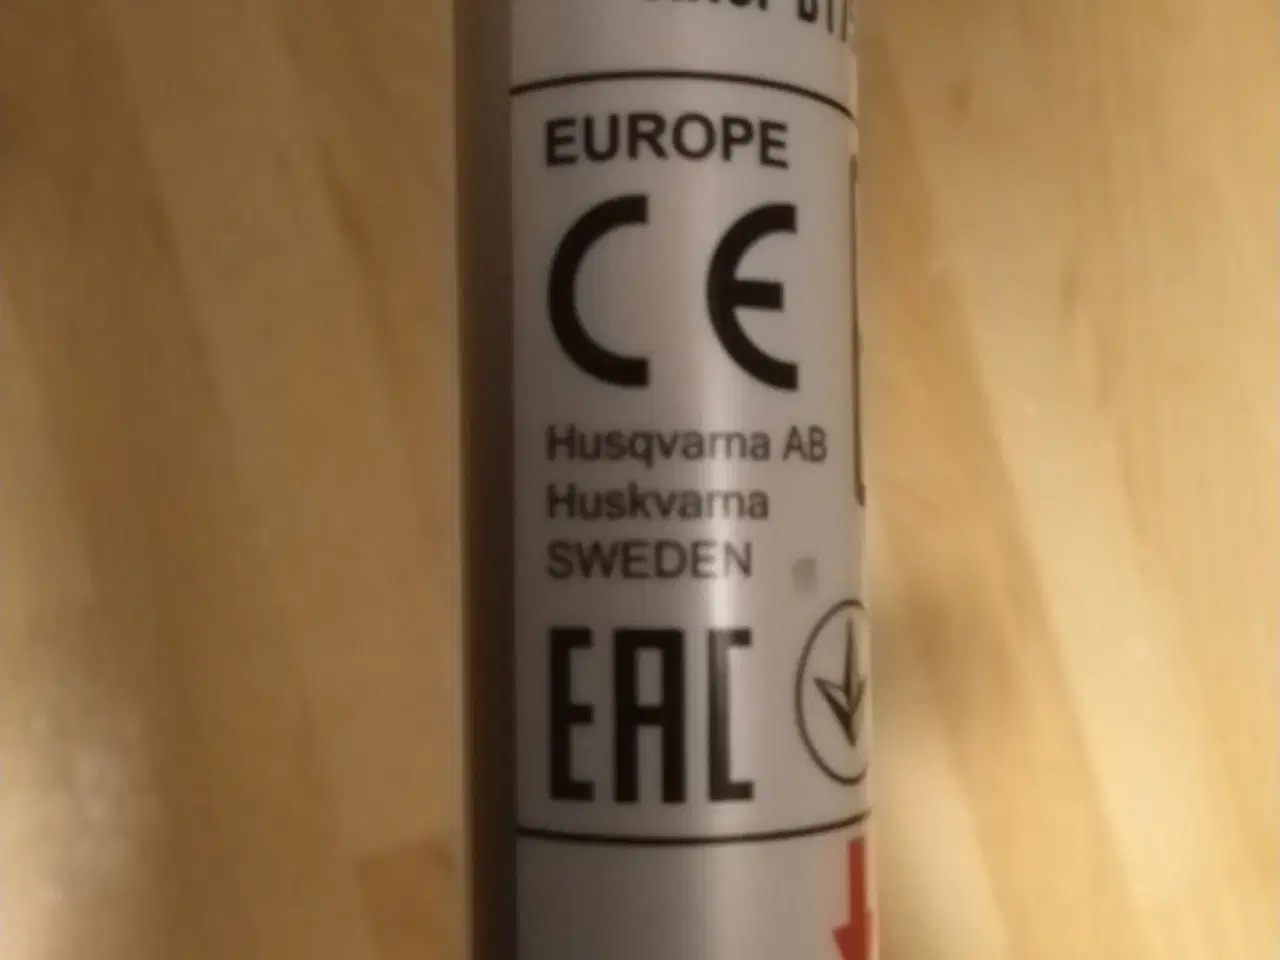 EUROPE
CE
Husqvarna AB
Huskvarna
SWEDEN
EAC